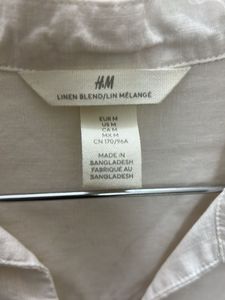 H&M
LINEN BLEND/LIN MÉLANGÉ
EUR M
US M
CA M
MX M
CN 170/96A
MADE IN
BANGLADESH
FABRIQUÉ AU
BANGLADESH